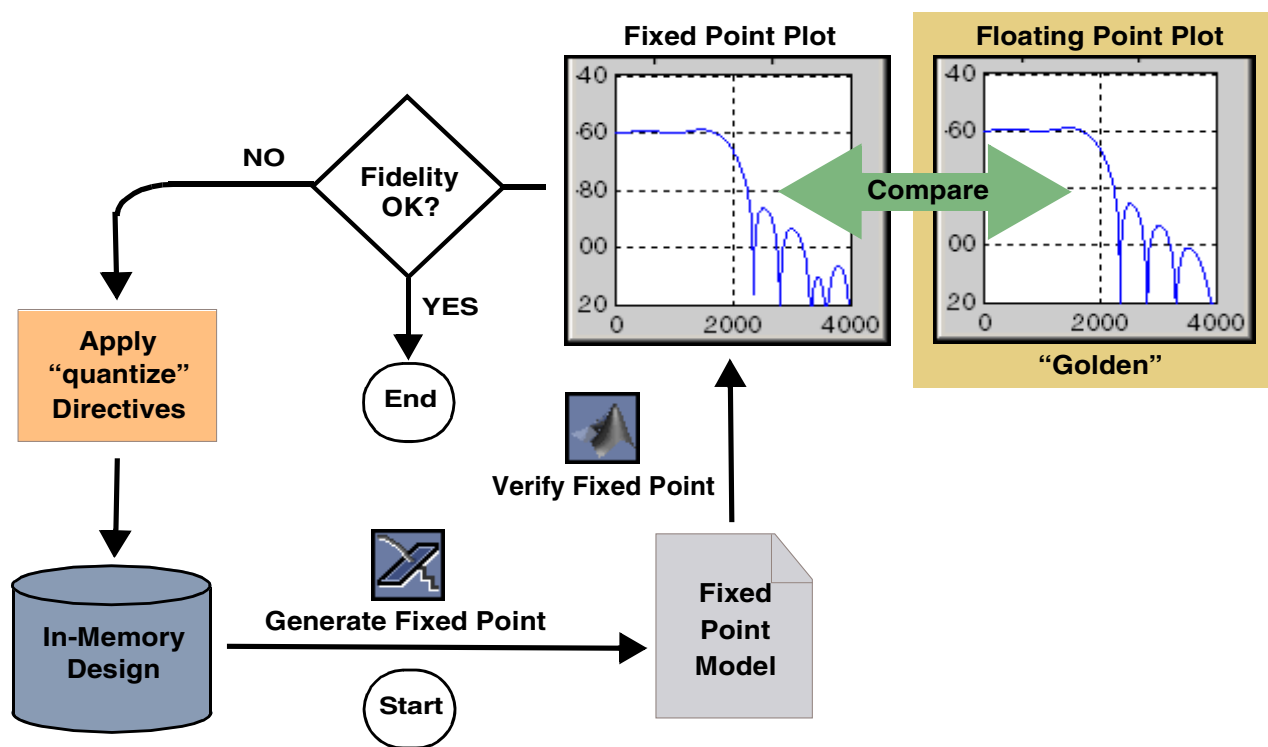 Fixed Point Plot
Floating Point Plot
-40
-60
-80
00
20
0
2000
4000
-40
-60
-80
00
20
0
2000
4000
Compare
“Golden”
NO
Fidelity
OK?
YES
End
Apply
“quantize”
Directives
Verify Fixed Point
In-Memory
Design
Generate Fixed Point
Start
Fixed
Point
Model